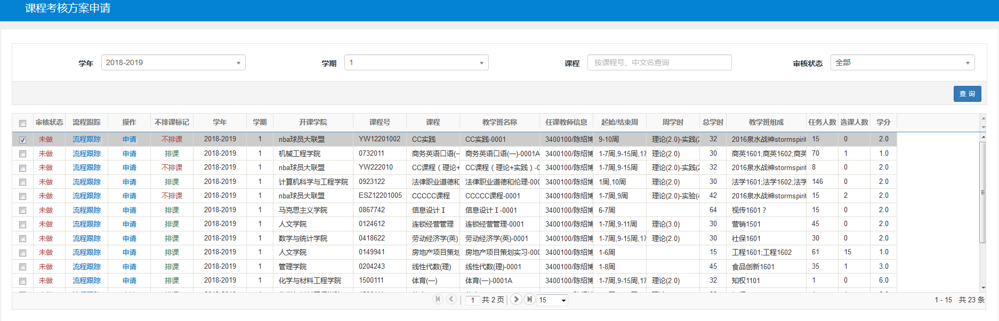 课程考核方案申请
学年 2018-2019 学期 1 课程 按课程号、中文名查询 审核状态 全部
查 询
审核状态 流程跟踪 操作 不排课标记 学年 学期 开课学院 课程号 课程 教学班名称 任课教师信息 起始/结束周 周学时 总学时 教学班组成 任务人数 选课人数 学分
未做 流程跟踪 申请 不排课 2018-2019 1 nba球员大联盟 YW12201002 CC实践 CC实践-0001 3400100/陈绍博 9-10周 理论(2.0)-实践(2 32 2016泉水战神stormspirit 15 0 2.0
未做 流程跟踪 申请 排课 2018-2019 1 机械工程学院 0732011 商务英语口语(一 商务英语口语(一)-0001A 3400100/陈绍博 1-7周,9-15周,17 理论(2.0) 30 商英1601;商英1602;商英 70 1 1.0
未做 流程跟踪 申请 不排课 2018-2019 1 nba球员大联盟 YW222010 CC课程（理论+ CC课程（理论+实践）-0 3400100/陈绍博 1-7周,9-15周 理论(2.0)-实践(2 32 2016泉水战神stormspirit 8 0 2.0
未做 流程跟踪 申请 排课 2018-2019 1 计算机科学与工程学院 0923122 法律职业道德和 法律职业道德和伦理-000 3400100/陈绍博 1周,10周 理论(2.0) 30 法学1601;法学1602;法学 146 0 2.0
未做 流程跟踪 申请 不排课 2018-2019 1 nba球员大联盟 ESZ12201005 CCCCC课程 CCCCC课程-0001 3400100/陈绍博 1-7周,9周 理论(2.0)-实验(4 42 2016泉水战神stormspirit 15 2 2.0
未做 流程跟踪 申请 排课 2018-2019 1 马克思主义学院 0867742 信息设计Ⅰ 信息设计Ⅰ-0001 3400100/陈绍博 6-7周 64 视传1601？ 15 0 2.0
未做 流程跟踪 申请 排课 2018-2019 1 人文学院 0124612 连锁经营管理 连锁经营管理-0001 3400100/陈绍博 1-7周,9-11周 理论(3.0) 30 营销1501 45 0 2.0
未做 流程跟踪 申请 排课 2018-2019 1 数学与统计学院 0418622 劳动经济学(英) 劳动经济学(英)-0001 3400100/陈绍博 1-7周,9-15周,17 理论(2.0) 30 社保1601 30 0 2.0
未做 流程跟踪 申请 排课 2018-2019 1 人文学院 0149941 房地产项目策划 房地产项目策划实习-000 3400100/陈绍博 1-6周 15 工程1601;工程1602 61 15 1.0
未做 流程跟踪 申请 排课 2018-2019 1 管理学院 0204243 线性代数(理) 线性代数(理)-0001 3400100/陈绍博 1-8周 45 食品创新1601 35 1 3.0
未做 流程跟踪 申请 排课 2018-2019 1 化学与材料工程学院 1500111 体育(一) 体育(一)-0001A 3400100/陈绍博 1-7周,9-15周,17 理论(2.0) 32 知权1101 1 0 6.0
1 共 2 页 15 1 - 15 共 23 条